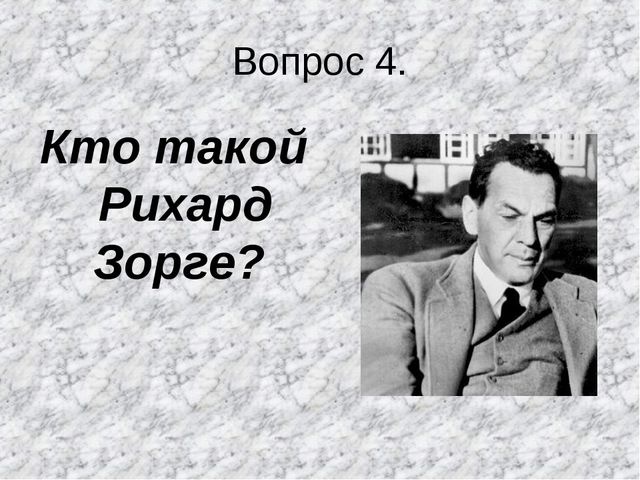 Вопрос 4.
Кто такой
Рихард
Зорге?